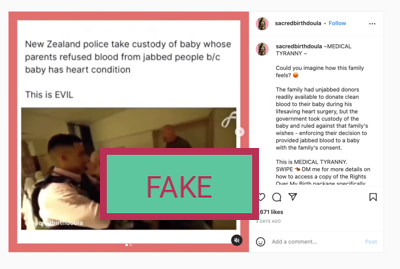 New Zealand police take custody of baby whose
parents refused blood from jabbed people b/c
baby has heart condition
This is EVIL
FAKE
sacredbirthdoula • Follow
sacredbirthdoula ~MEDICAL
TYRANNY ~
Could you imagine how this family
feels?
The family had unjabbed donors
readily available to donate clean
blood to their baby during his
lifesaving heart surgery, but the
government took custody of the
baby and ruled against that family's
wishes - enforcing their decision to
provided jabbed blood to a baby
with the family's consent.
This is MEDICAL TYRANNY.
SWIPE DM me for more details on
how to access a copy of the Rights
Over My Birth package specifically
,671 likes
DAYS AGO
Add a comment...
Post